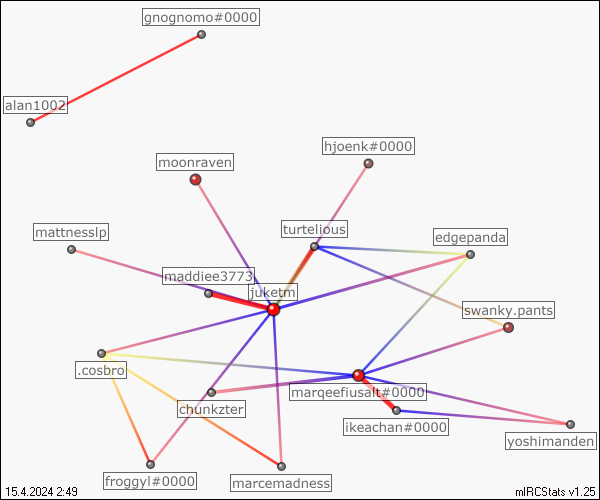 gnognomo#0000
alan1002
hjoenk#0000
moonraven
turtelious
mattnesslp
edgepanda
maddiee3773
juketm
swanky.pants
.cosbro
marqeefiusalt#0000
chunkzter
ikeachan#0000
yoshimanden
froggyl#0000
marcemadness
15.4.2024 2:49
mIRCStats v1.25